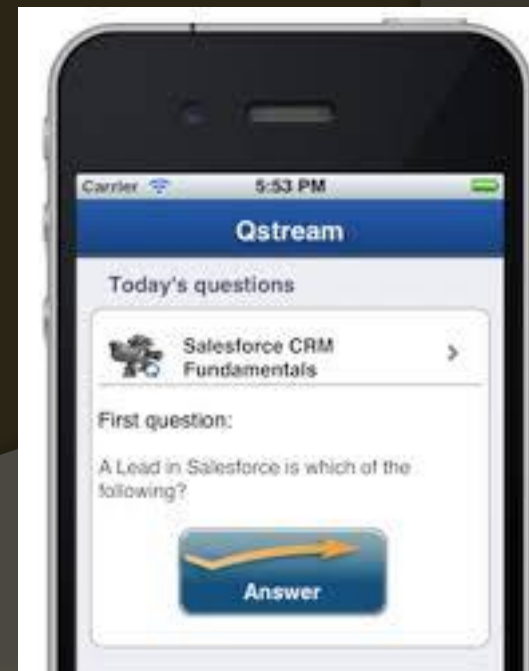 Carrier 5:53 PM
Qstream
Today's questions
Salesforce CRM
Fundamentals
First question:
A Lead in Salesforce is which of the
following?
Answer